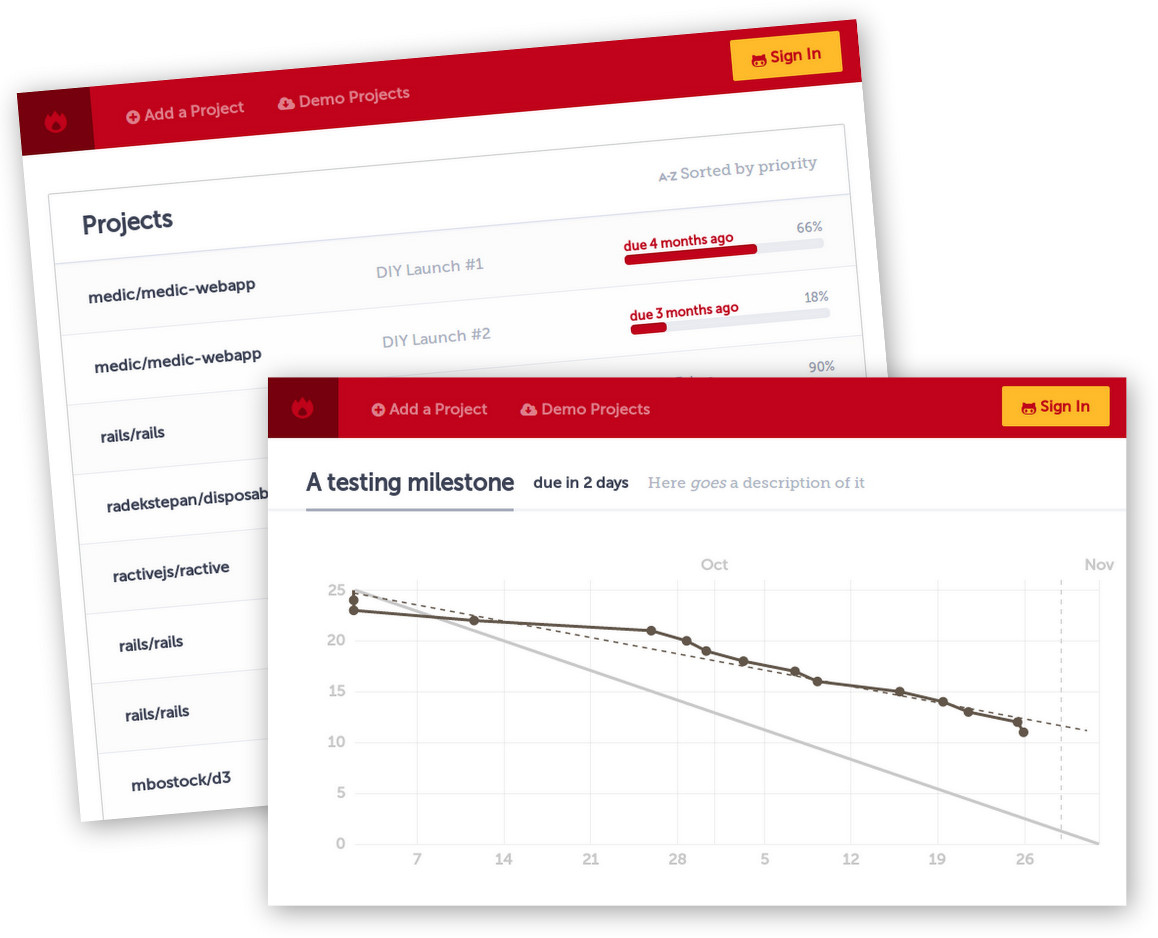 Add a Project
Demo Projects
Sign In
Projects
A-Z Sorted by priority
medic/medic-webapp
DIY Launch #1
due 4 months ago
66%
medic/medic-webapp
DIY Launch #2
due 3 months ago
18%
rails/rails
90%
radekstepan/disposab
ractivejs/ractive
rails/rails
rails/rails
mbostock/d3
Add a Project
Demo Projects
Sign In
A testing milestone
due in 2 days
Here goes a description of it
Oct
Nov
25
20
15
10
5
0
7
14
21
28
5
12
19
26